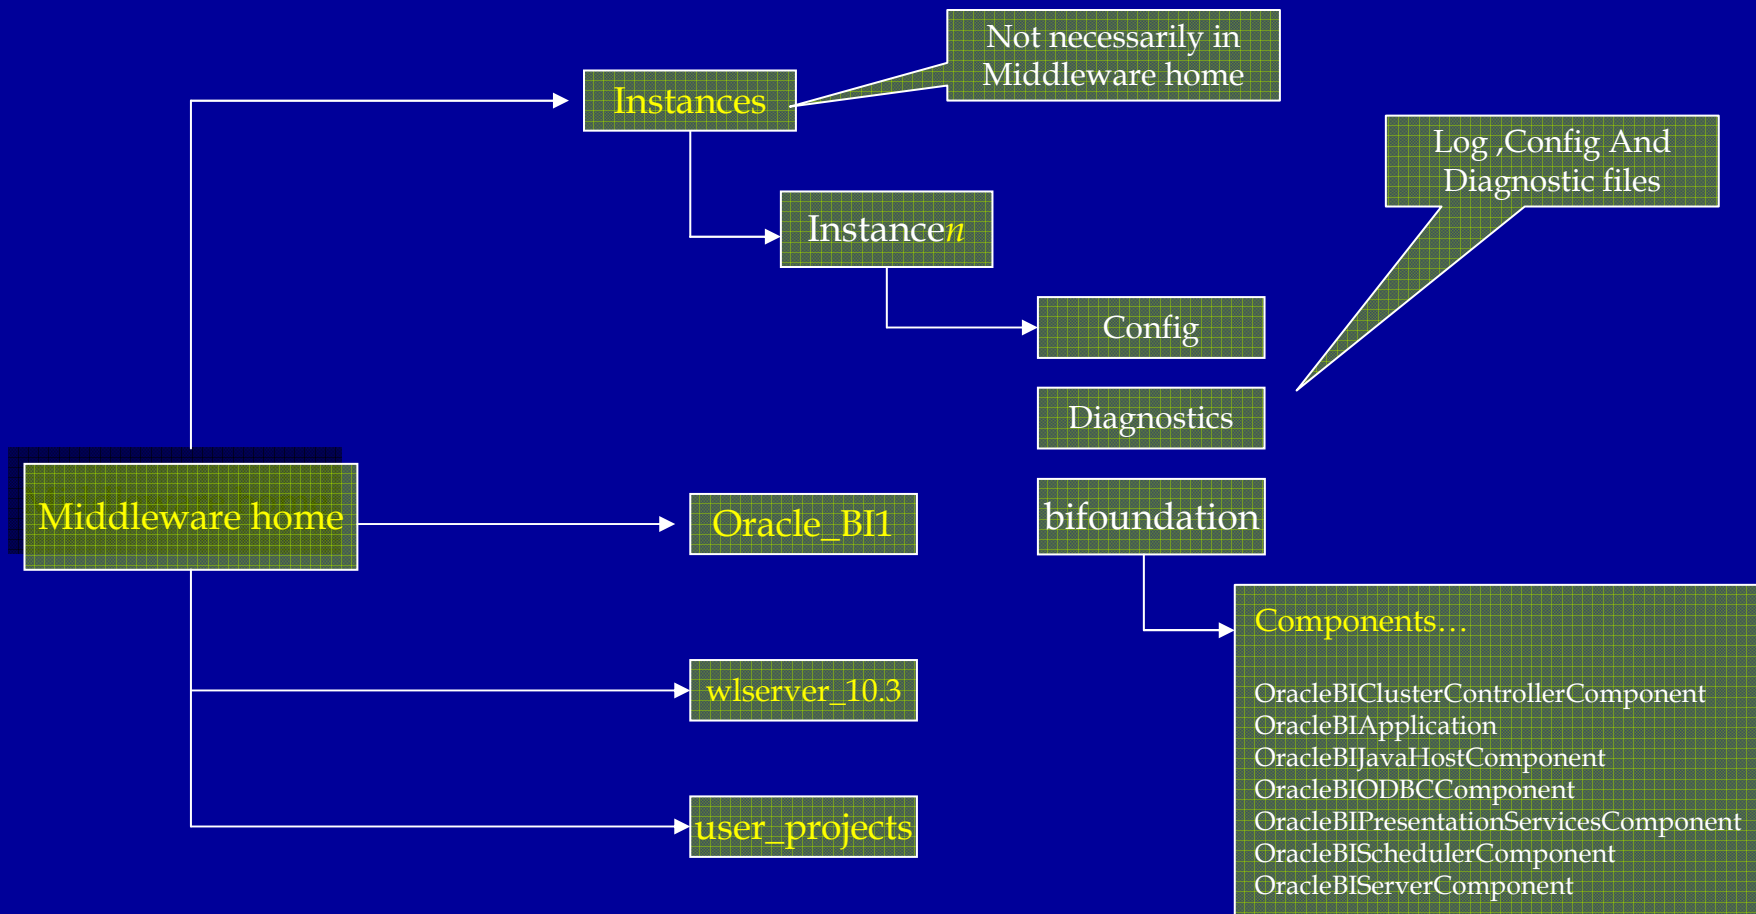 Not necessarily in
Middleware home
Instances
Log ,Config And
Diagnostic files
Instancen
Config
Diagnostics
Middleware home
Oracle_BI1
bifoundation
Components…
OracleBIClusterControllerComponent
OracleBIApplication
OracleBIJavaHostComponent
OracleBIODBCComponent
OracleBIPresentationServicesComponent
OracleBISchedulerComponent
OracleBIServerComponent
wlserver_10.3
user_projects